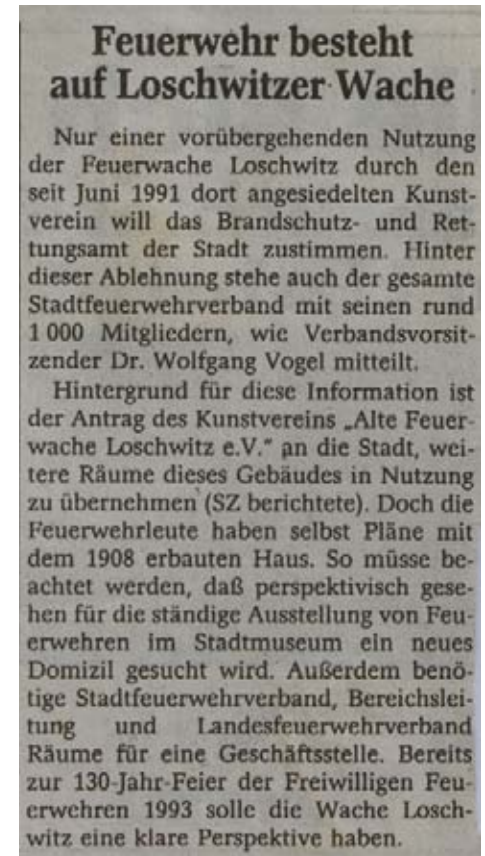 Feuerwehr besteht
auf Loschwitzer Wache
Nur einer vorübergehenden Nutzung
der Feuerwache Loschwitz durch den
seit Juni 1991 dort angesiedelten Kunst-
verein will das Brandschutz- und Ret-
tungsamt der Stadt zustimmen. Hinter
dieser Ablehnung stehe auch der gesamte
Stadtfeuerwehrverband mit seinen rund
1 000 Mitgliedern, wie Verbandsvorsit-
zender Dr. Wolfgang Vogel mitteilt.
Hintergrund für diese Information ist
der Antrag des Kunstvereins „Alte Feuer-
wache Loschwitz e.V.“ an die Stadt, wei-
tere Räume dieses Gebäudes in Nutzung
zu übernehmen (SZ berichtete). Doch die
Feuerwehrleute haben selbst Pläne mit
dem 1908 erbauten Haus. So müsse be-
achtet werden, daß perspektivisch gese-
hen für die ständige Ausstellung von Feu-
erwehren im Stadtmuseum ein neues
Domizil gesucht wird. Außerdem benö-
tige Stadtfeuerwehrverband, Bereichslei-
tung und Landesfeuerwehrverband
Räume für eine Geschäftsstelle. Bereits
zur 130-Jahr-Feier der Freiwilligen Feu-
erwehren 1993 solle die Wache Losch-
witz eine klare Perspektive haben.